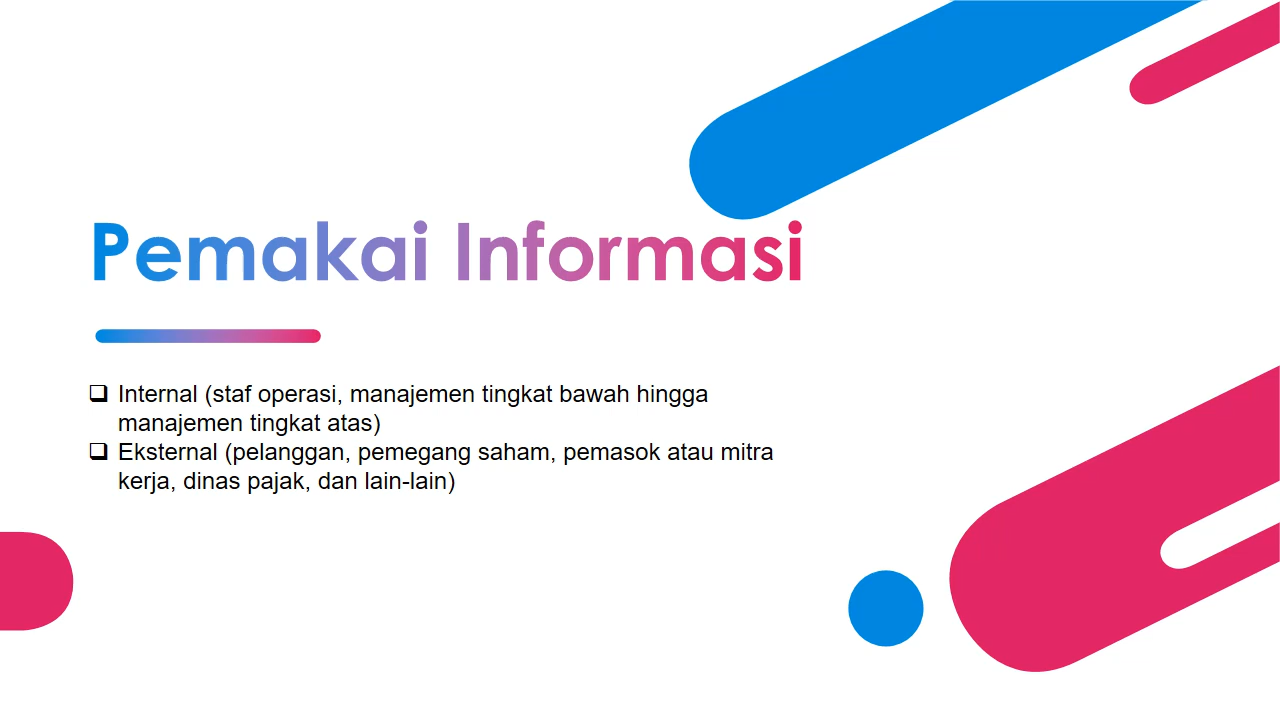 Pemakai Informasi
❑ Internal (staf operasi, manajemen tingkat bawah hingga
manajemen tingkat atas)
❑ Eksternal (pelanggan, pemegang saham, pemasok atau mitra
kerja, dinas pajak, dan lain-lain)